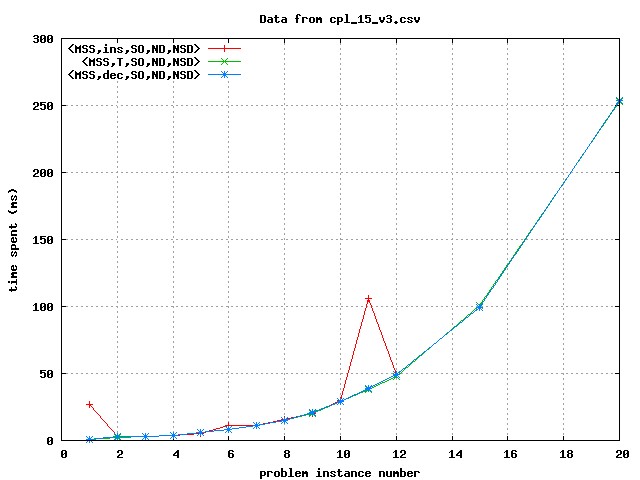 Data from cpl_15_v3.csv
300
250
200
150
100
50
0
time spent (ms)
<MSS,ins,SO,ND,NSD>
<MSS,T,SO,ND,NSD>
<MSS,dec,SO,ND,NSD>
0 2 4 6 8 10 12 14 16 18 20
problem instance number